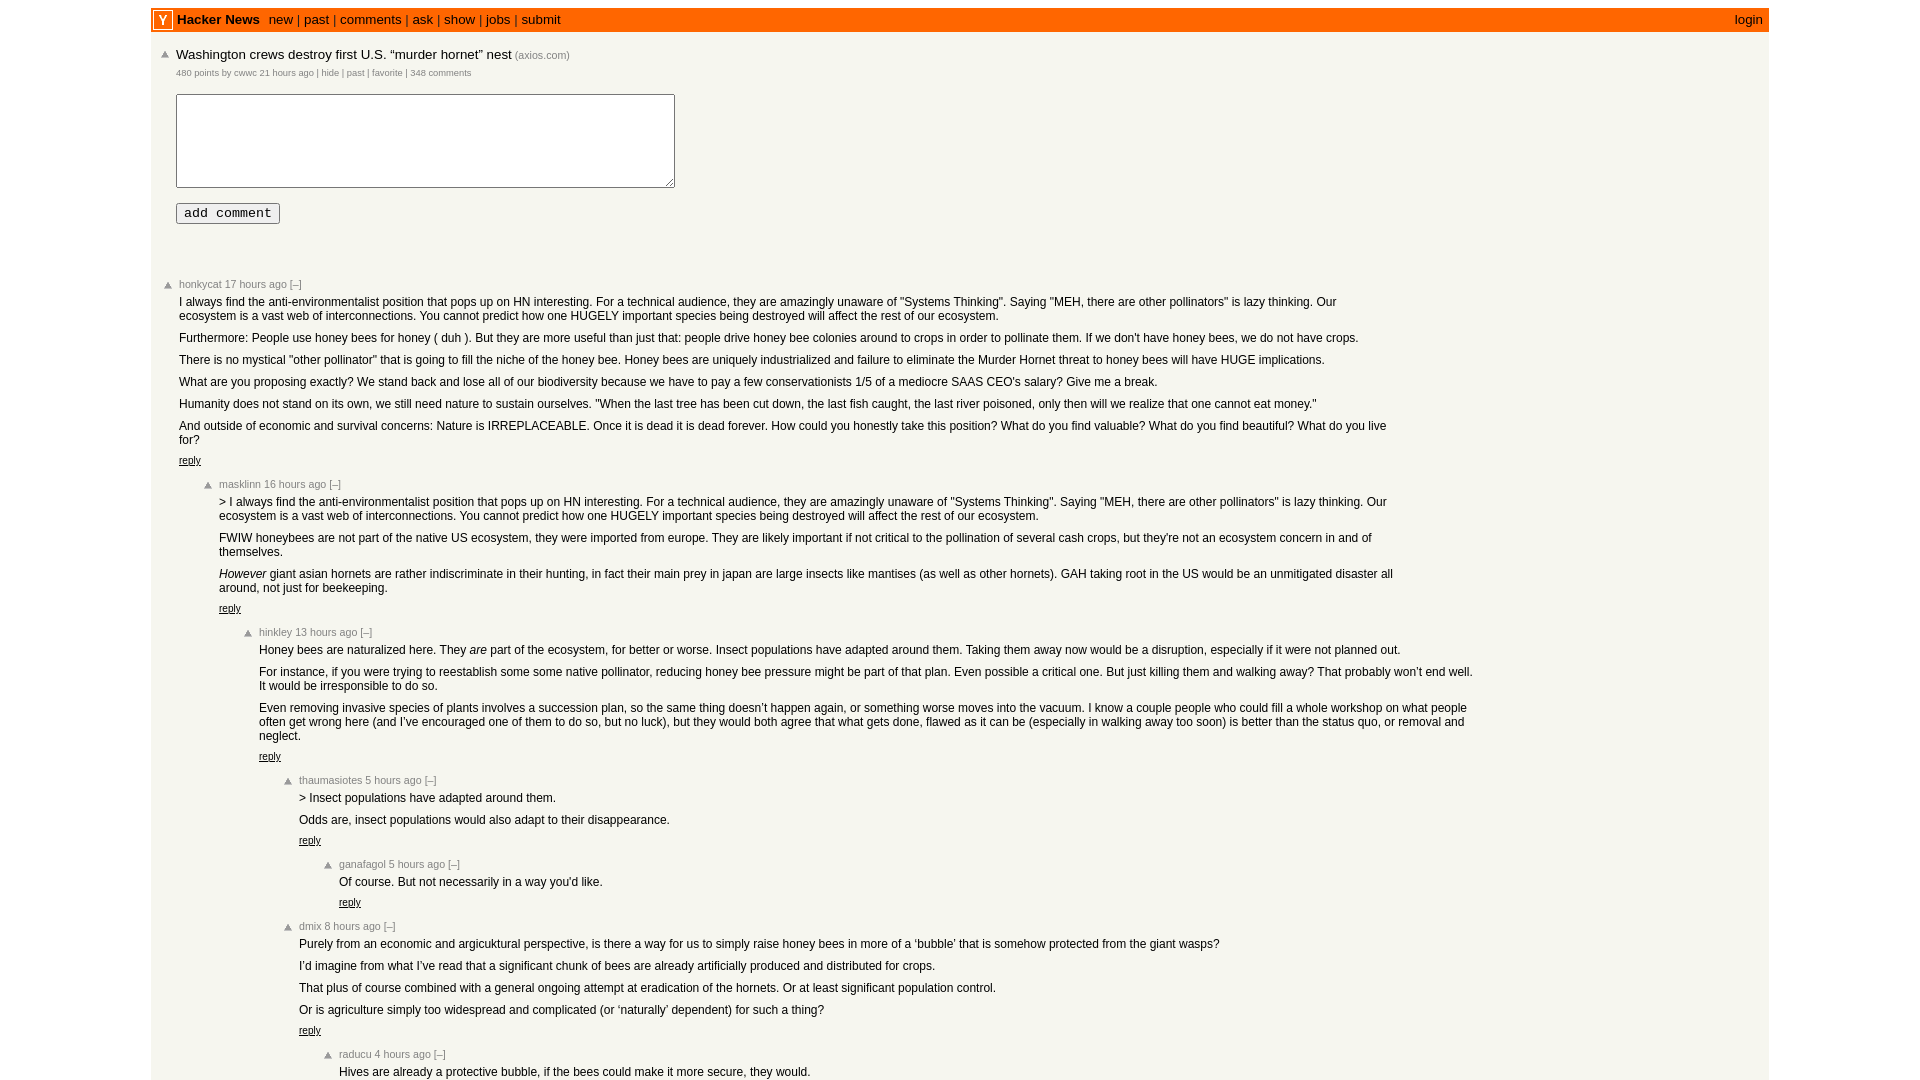 Y Hacker News new | past | comments | ask | show | jobs | submit login
Washington crews destroy first U.S. “murder hornet” nest (axios.com)
480 points by cwwc 21 hours ago | hide | past | favorite | 348 comments
add comment
honkycat 17 hours ago [–]
I always find the anti-environmentalist position that pops up on HN interesting. For a technical audience, they are amazingly unaware of "Systems Thinking". Saying "MEH, there are other pollinators" is lazy thinking. Our
ecosystem is a vast web of interconnections. You cannot predict how one HUGELY important species being destroyed will affect the rest of our ecosystem.
Furthermore: People use honey bees for honey ( duh ). But they are more useful than just that: people drive honey bee colonies around to crops in order to pollinate them. If we don't have honey bees, we do not have crops.
There is no mystical "other pollinator" that is going to fill the niche of the honey bee. Honey bees are uniquely industrialized and failure to eliminate the Murder Hornet threat to honey bees will have HUGE implications.
What are you proposing exactly? We stand back and lose all of our biodiversity because we have to pay a few conservationists 1/5 of a mediocre SAAS CEO's salary? Give me a break.
Humanity does not stand on its own, we still need nature to sustain ourselves. "When the last tree has been cut down, the last fish caught, the last river poisoned, only then will we realize that one cannot eat money."
And outside of economic and survival concerns: Nature is IRREPLACEABLE. Once it is dead it is dead forever. How could you honestly take this position? What do you find valuable? What do you find beautiful? What do you live
for?
reply
masklinn 16 hours ago [–]
> I always find the anti-environmentalist position that pops up on HN interesting. For a technical audience, they are amazingly unaware of "Systems Thinking". Saying "MEH, there are other pollinators" is lazy thinking. Our
ecosystem is a vast web of interconnections. You cannot predict how one HUGELY important species being destroyed will affect the rest of our ecosystem.
FWIW honeybees are not part of the native US ecosystem, they were imported from europe. They are likely important if not critical to the pollination of several cash crops, but they're not an ecosystem concern in and of
themselves.
However giant asian hornets are rather indiscriminate in their hunting, in fact their main prey in japan are large insects like mantises (as well as other hornets). GAH taking root in the US would be an unmitigated disaster all
around, not just for beekeeping.
reply
hinkley 13 hours ago [–]
Honey bees are naturalized here. They are part of the ecosystem, for better or worse. Insect populations have adapted around them. Taking them away now would be a disruption, especially if it were not planned out.
For instance, if you were trying to reestablish some some native pollinator, reducing honey bee pressure might be part of that plan. Even possible a critical one. But just killing them and walking away? That probably won’t end well.
It would be irresponsible to do so.
Even removing invasive species of plants involves a succession plan, so the same thing doesn’t happen again, or something worse moves into the vacuum. I know a couple people who could fill a whole workshop on what people
often get wrong here (and I’ve encouraged one of them to do so, but no luck), but they would both agree that what gets done, flawed as it can be (especially in walking away too soon) is better than the status quo, or removal and
neglect.
reply
thaumasiotes 5 hours ago [–]
> Insect populations have adapted around them.
Odds are, insect populations would also adapt to their disappearance.
reply
ganafagol 5 hours ago [–]
Of course. But not necessarily in a way you'd like.
reply
dmix 8 hours ago [–]
Purely from an economic and argicuktural perspective, is there a way for us to simply raise honey bees in more of a ‘bubble’ that is somehow protected from the giant wasps?
I’d imagine from what I’ve read that a significant chunk of bees are already artificially produced and distributed for crops.
That plus of course combined with a general ongoing attempt at eradication of the hornets. Or at least significant population control.
Or is agriculture simply too widespread and complicated (or ‘naturally’ dependent) for such a thing?
reply
raducu 4 hours ago [–]
Hives are already a protective bubble, if the bees could make it more secure, they would.